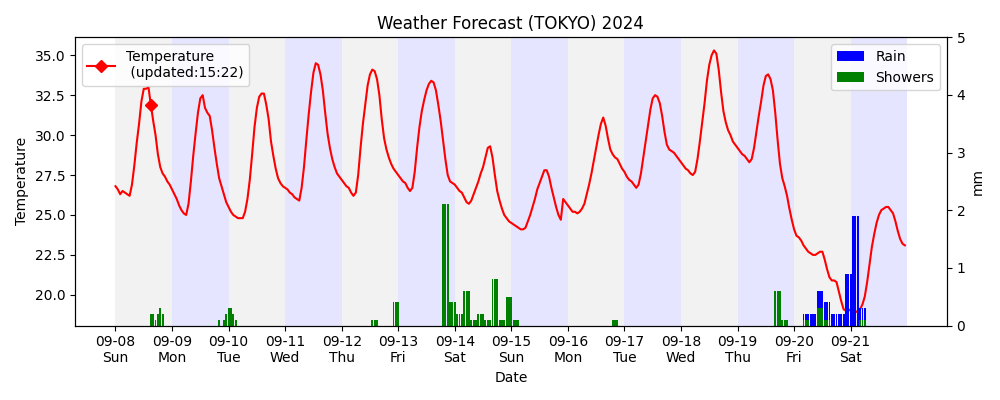 Weather Forecast (TOKYO) 2024
Temperature
(updated:15:22)
Rain
Showers
Temperature
35.0
32.5
30.0
27.5
25.0
22.5
20.0
5
4
3
2
1
0
mm
09-08 09-09 09-10 09-11 09-12 09-13 09-14 09-15 09-16 09-17 09-18 09-19 09-20 09-21
Sun Mon Tue Wed Thu Fri Sat Sun Mon Tue Wed Thu Fri Sat
Date